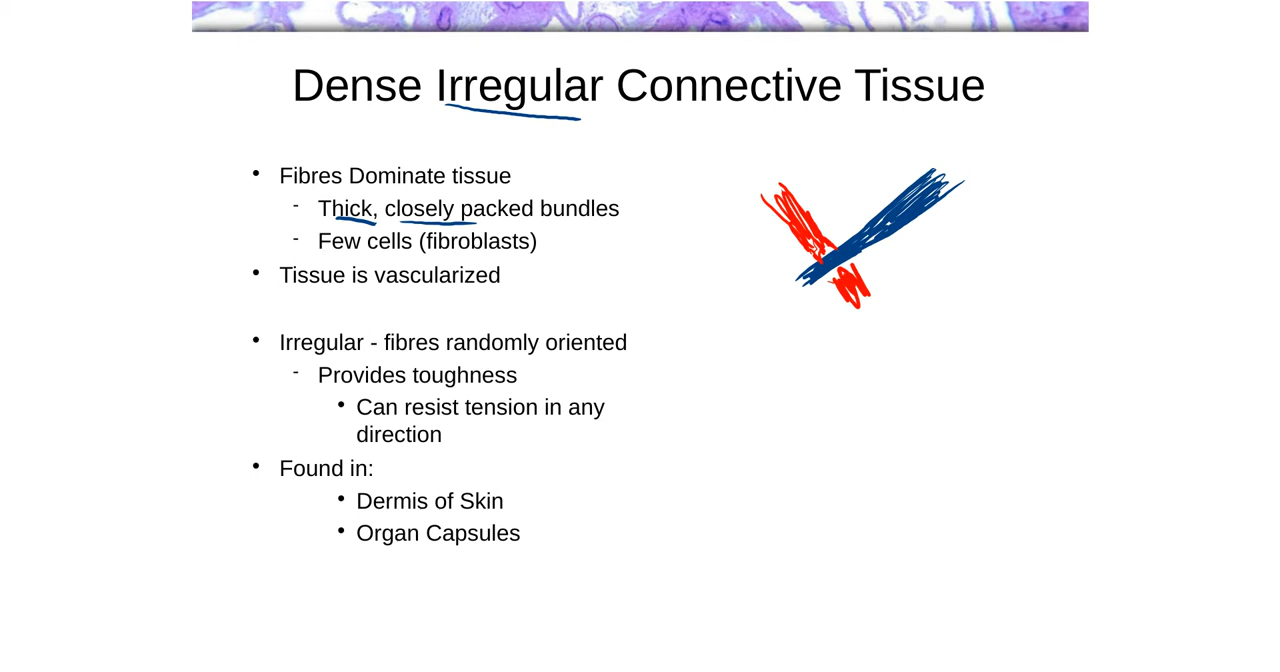 Dense Irregular Connective Tissue
• Fibres Dominate tissue
- Thick, closely packed bundles
- Few cells (fibroblasts)
• Tissue is vascularized
• Irregular - fibres randomly oriented
- Provides toughness
• Can resist tension in any
direction
• Found in:
• Dermis of Skin
• Organ Capsules